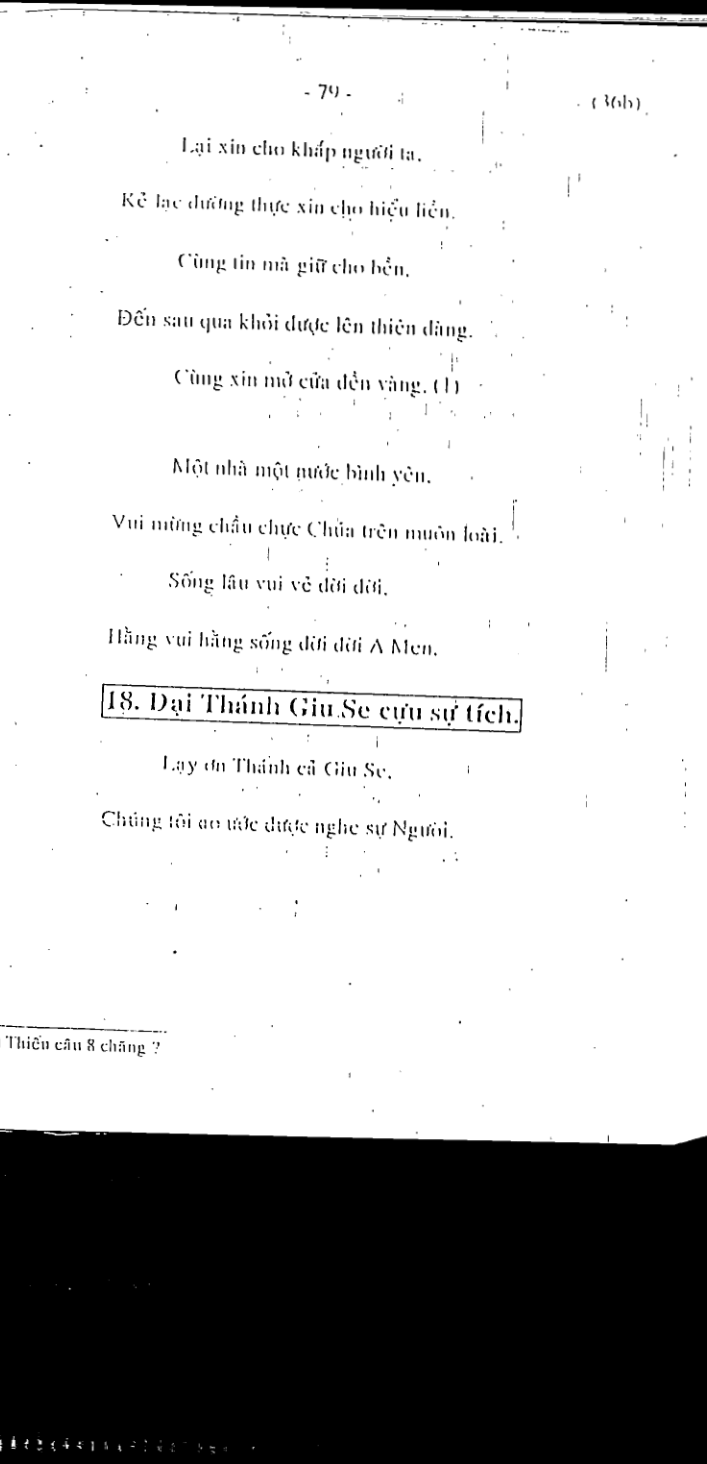 - 79 -
(36b)
Lại xin cho khắp người ta.
Kẻ lạc đường thực xin cho hiểu liền.
Cùng tin mà giữ cho bền.
Đến sau qua khỏi được lên thiên đàng.
Cùng xin mở cửa đền vàng. (1)
Một nhà một nước bình yên.
Vui mừng chầu chực Chúa trên muôn loài.
Sống lâu vui vẻ đời đời.
Hằng vui hằng sống đời đời A Men.
18. Đại Thánh Giu Se cựu sự tích.
Lạy ơn Thánh cả Giu Se.
Chúng tôi ao ước được nghe sự Người.
Thiếu câu 8 chăng ?